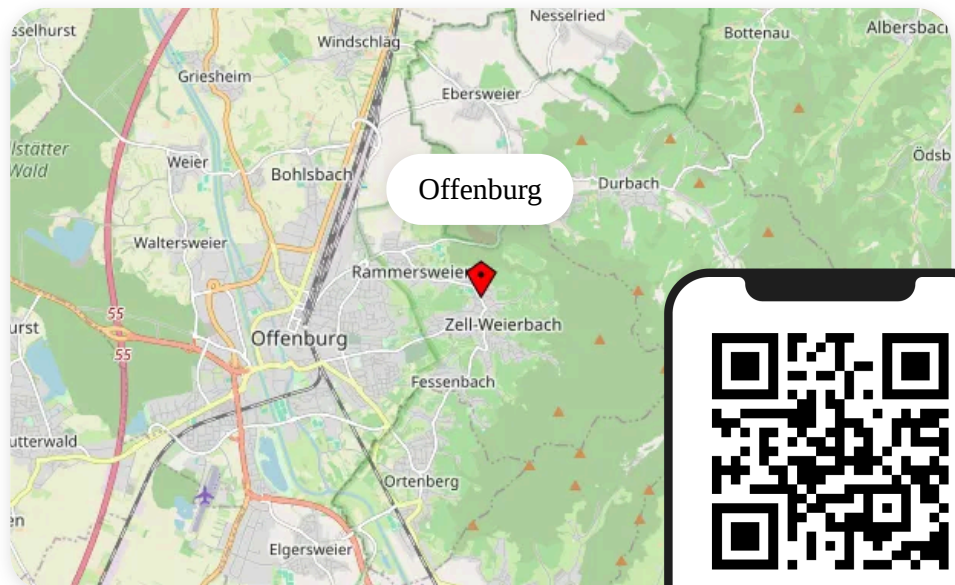 sselhurst
Nesselried
Windschläg
Bottenau
Albersbach
Griesheim
Ebersweier
lstätter
Wald
Weier
Bohlsbach
Ödsb
Offenburg
Durbach
Waltersweier
Rammersweier
55
urst
Zell-Weierbach
Offenburg
55
Fessenbach
utterwald
Ortenberg
en
Elgersweier